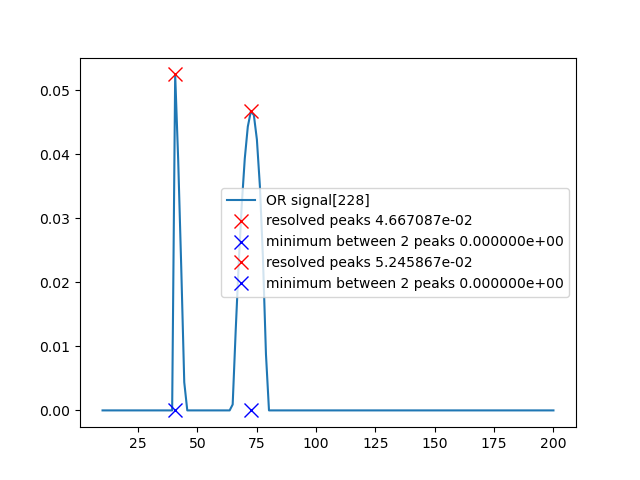 0.05
0.04
0.03
0.02
0.01
0.00
OR signal[228]
resolved peaks 4.667087e-02
minimum between 2 peaks 0.000000e+00
resolved peaks 5.245867e-02
minimum between 2 peaks 0.000000e+00
25 50 75 100 125 150 175 200